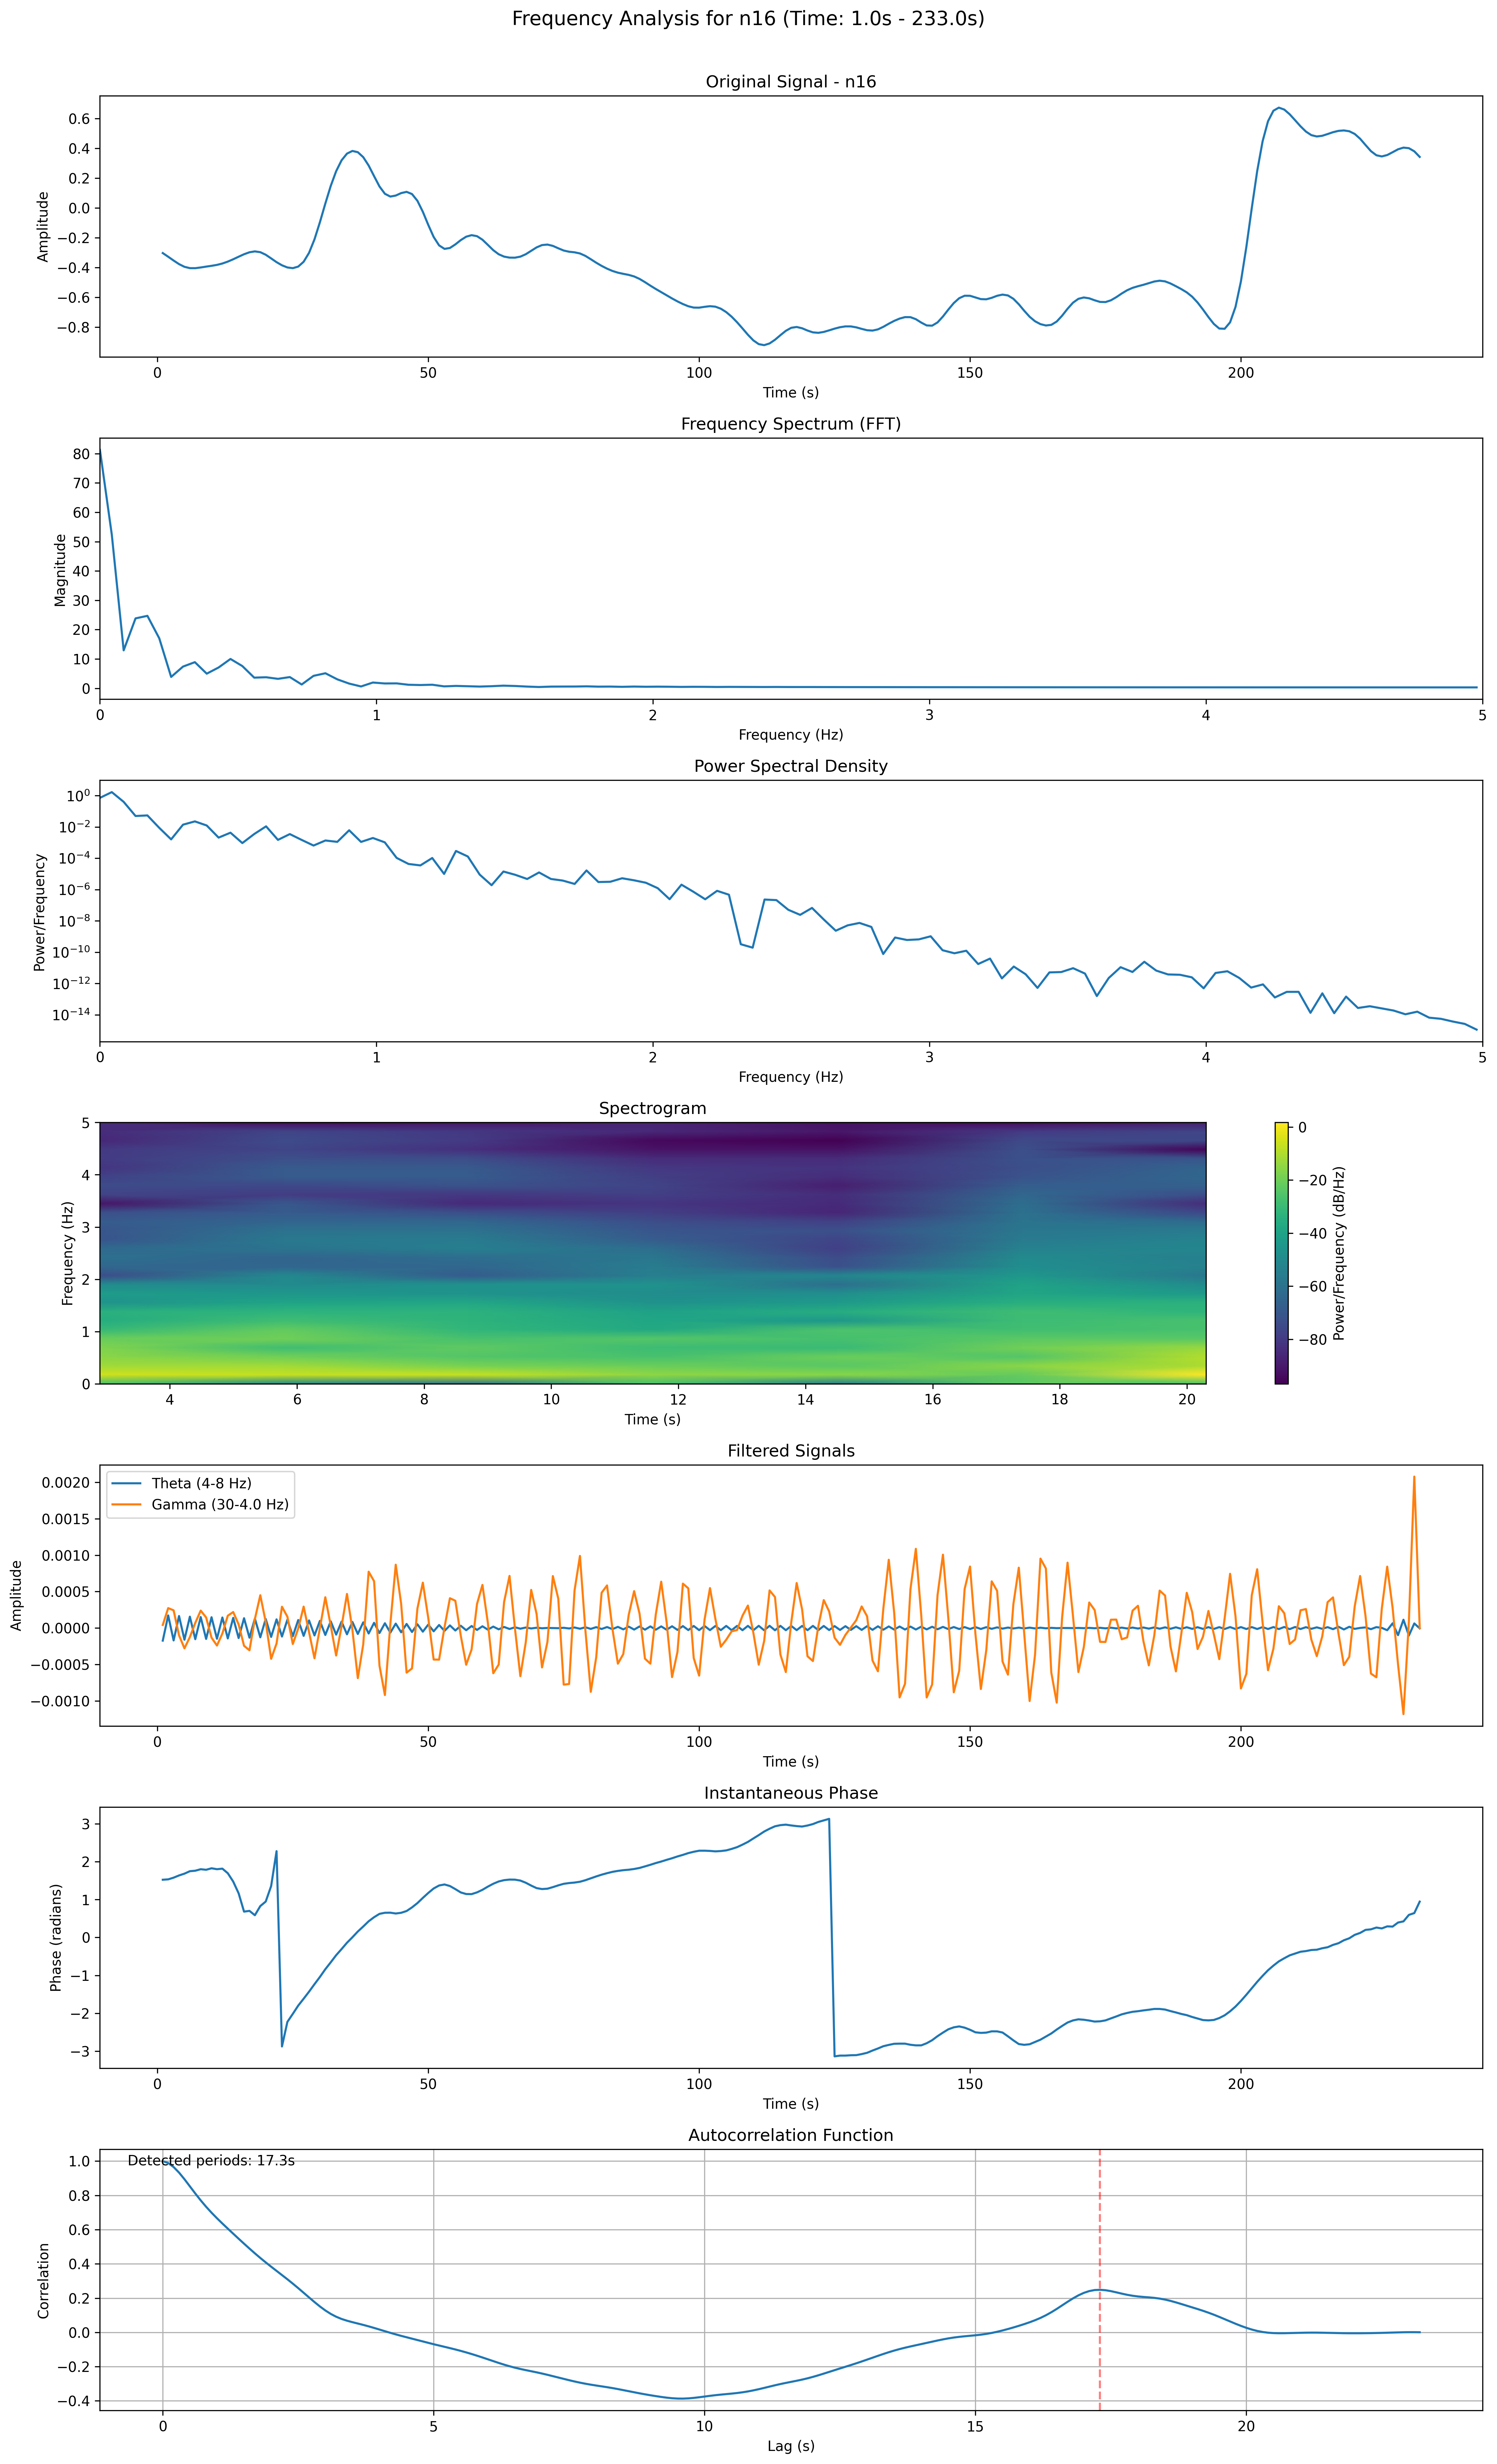 Frequency Analysis for n16 (Time: 1.0s - 233.0s)
Original Signal - n16
0.6
0.4
0.2
0.0
−0.2
−0.4
−0.6
−0.8
Amplitude
0 50 100 150 200
Time (s)
Frequency Spectrum (FFT)
80
70
60
50
40
30
20
10
0
Magnitude
0 1 2 3 4 5
Frequency (Hz)
Power Spectral Density
10⁰
10⁻²
10⁻⁴
10⁻⁶
10⁻⁸
10⁻¹⁰
10⁻¹²
10⁻¹⁴
Power/Frequency
0 1 2 3 4 5
Frequency (Hz)
Spectrogram
5
4
3
2
1
0
Frequency (Hz)
4 6 8 10 12 14 16 18 20
Time (s)
0
−20
−40
−60
−80
Power/Frequency (dB/Hz)
Filtered Signals
Theta (4-8 Hz)
Gamma (30-4.0 Hz)
0.0020
0.0015
0.0010
0.0005
0.0000
−0.0005
−0.0010
Amplitude
0 50 100 150 200
Time (s)
Instantaneous Phase
3
2
1
0
−1
−2
−3
Phase (radians)
0 50 100 150 200
Time (s)
Autocorrelation Function
Detected periods: 17.3s
1.0
0.8
0.6
0.4
0.2
0.0
−0.2
−0.4
Correlation
0 5 10 15 20
Lag (s)